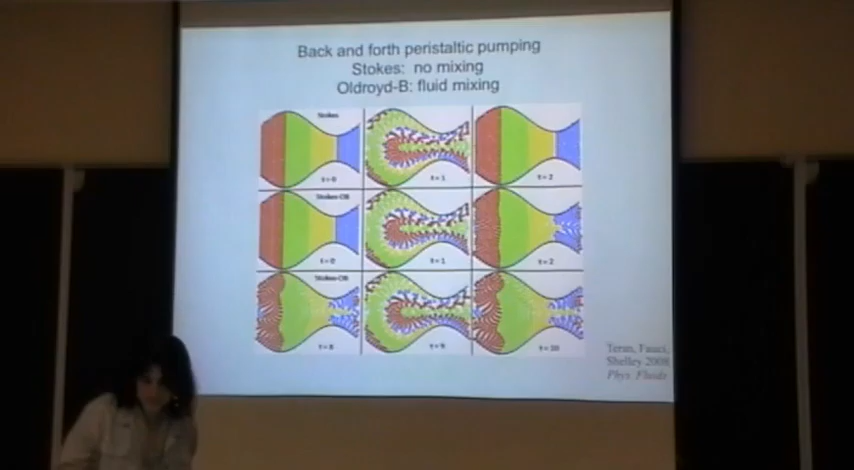 Back and forth peristaltic pumping
Stokes: no mixing
Oldroyd-B: fluid mixing
Stokes
t=0
t=1
t=2
Stokes-OB
t=0
t=1
t=2
Stokes-OB
t=8
t=9
t=10
Teran, Fauci,
Shelley 2008
Phys. Fluids